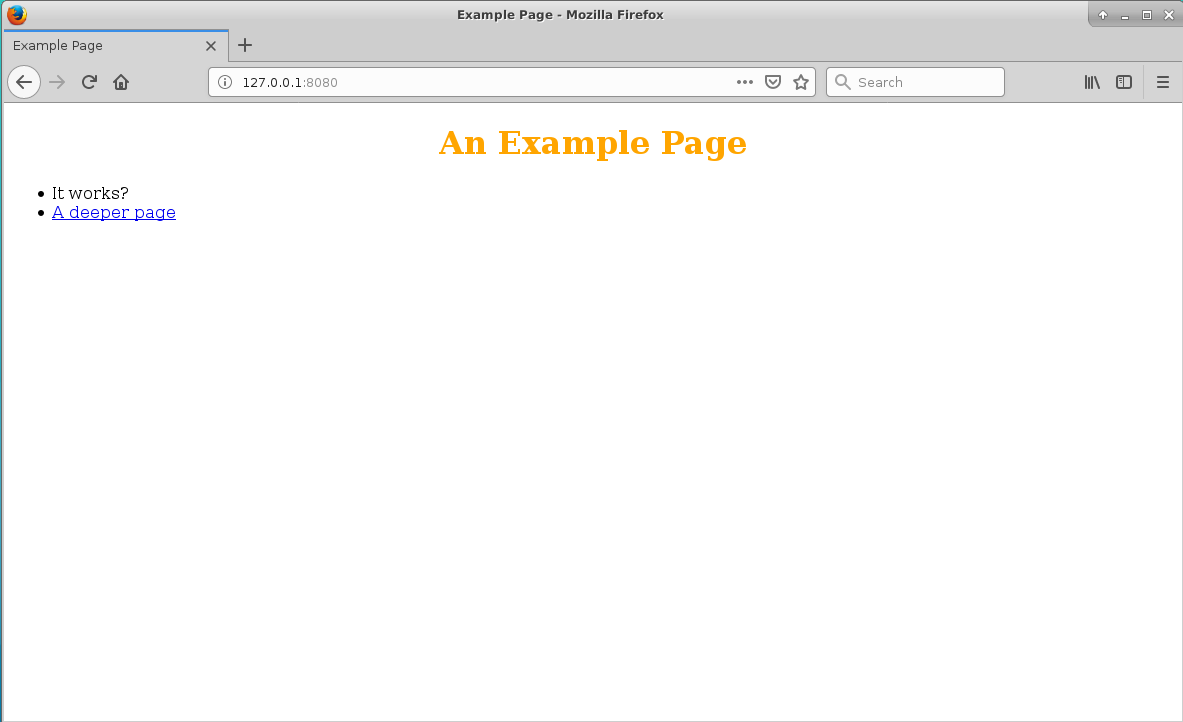 Example Page - Mozilla Firefox
Example Page
127.0.0.1:8080
Search
An Example Page
It works?
A deeper page